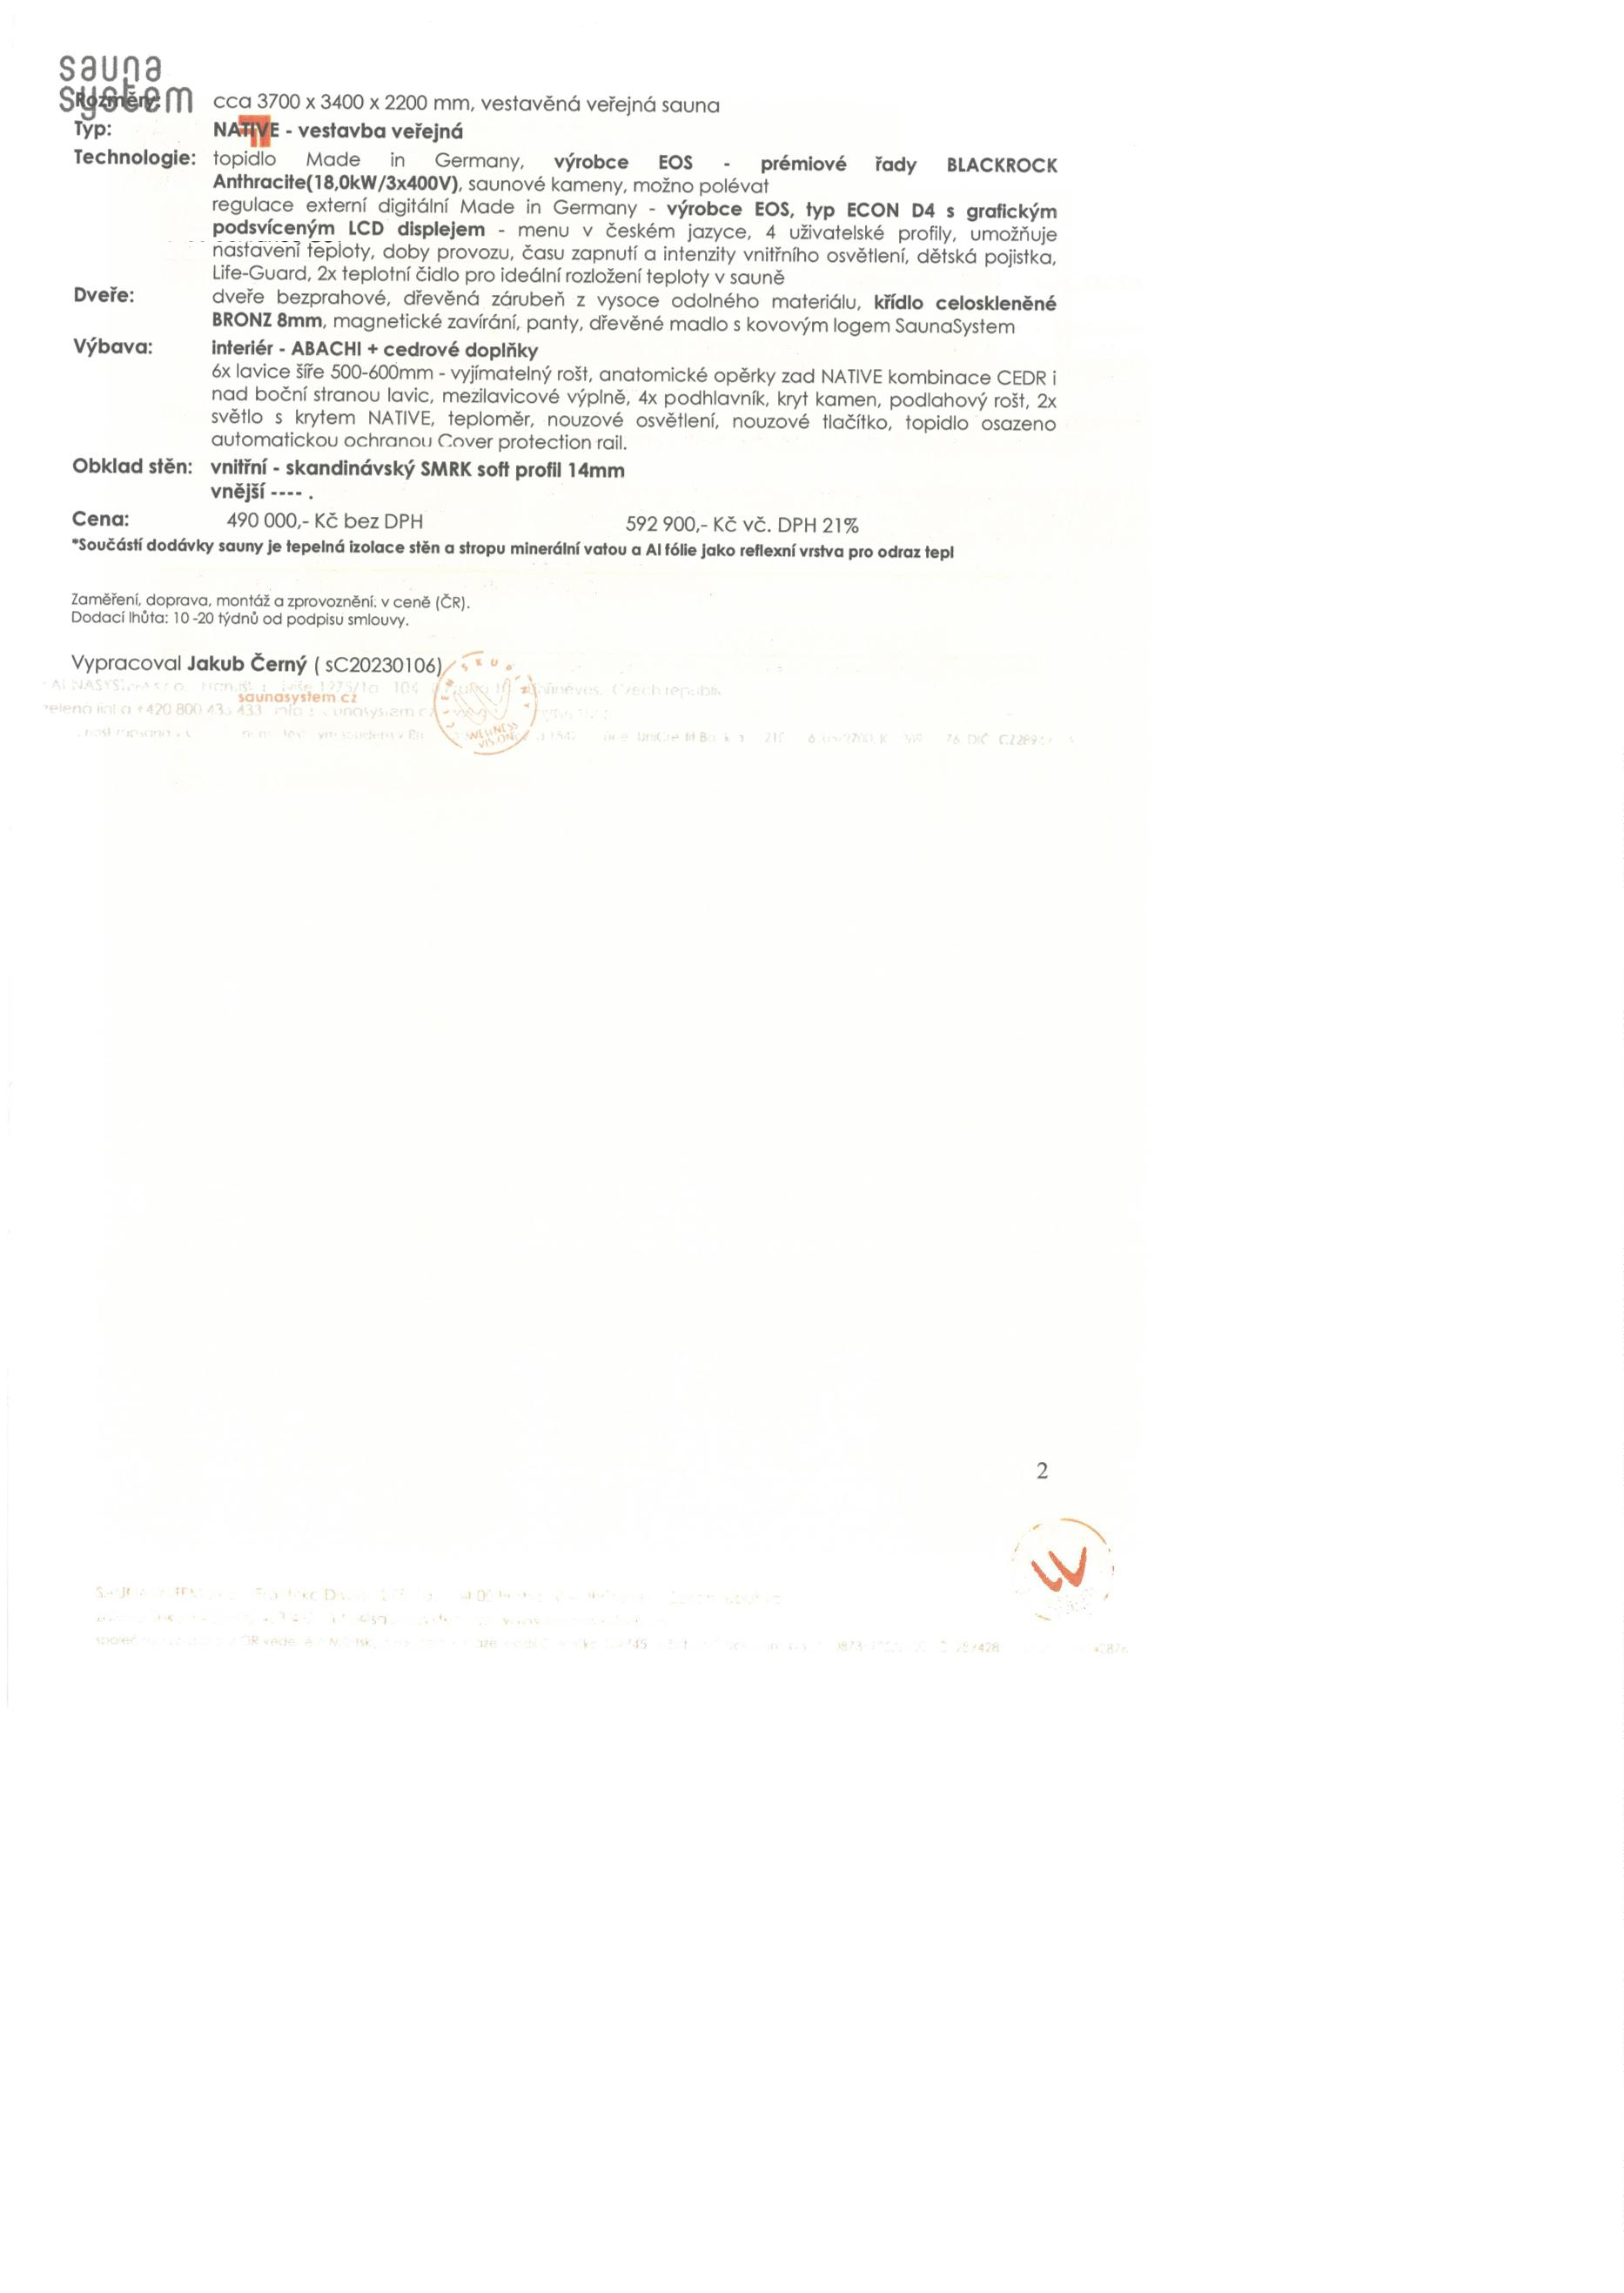 sauna
system
Rozměry: cca 3700 x 3400 x 2200 mm, vestavěná veřejná sauna
Typ: NATIVE - vestavba veřejná
Technologie: topidlo Made in Germany, výrobce EOS - prémiové řady BLACKROCK
Anthracite(18,0kW/3x400V), saunové kameny, možno polévat
regulace externí digitální Made in Germany - výrobce EOS, typ ECON D4 s grafickým
podsvíceným LCD displejem - menu v českém jazyce, 4 uživatelské profily, umožňuje
nastavení teploty, doby provozu, času zapnutí a intenzity vnitřního osvětlení, dětská pojistka,
Life-Guard, 2x teplotní čidlo pro ideální rozložení teploty v sauně
Dveře: dveře bezprahové, dřevěná zárubeň z vysoce odolného materiálu, křídlo celoskleněné
BRONZ 8mm, magnetické zavírání, panty, dřevěné madlo s kovovým logem SaunaSystem
Výbava: interiér - ABACHI + cedrové doplňky
6x lavice šíře 500-600mm - vyjímatelný rošt, anatomické opěrky zad NATIVE kombinace CEDR i
nad boční stranou lavic, mezilavicové výplně, 4x podhlavník, kryt kamen, podlahový rošt, 2x
světlo s krytem NATIVE, teploměr, nouzové osvětlení, nouzové tlačítko, topidlo osazeno
automatickou ochranou Cover protection rail.
Obklad stěn: vnitřní - skandinávský SMRK soft profil 14mm
vnější ---- .
Cena: 490 000,- Kč bez DPH 592 900,- Kč vč. DPH 21%
*Součástí dodávky sauny je tepelná izolace stěn a stropu minerální vatou a Al fólie jako reflexní vrstva pro odraz tepl
Zaměření, doprava, montáž a zprovoznění: v ceně (ČR).
Dodací lhůta: 10 -20 týdnů od podpisu smlouvy.
Vypracoval Jakub Černý ( sC20230106)
Czech republic
saunasystem.cz
+420 800
ČLEN SKUPINY
WELLNESS
VISION
2